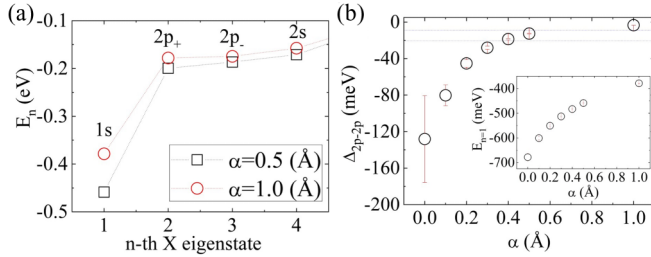 (a)
-0.1
-0.2
-0.3
-0.4
-0.5
E_n (eV)
1s
2p_+
2p_-
2s
α=0.5 (Å)
α=1.0 (Å)
1 2 3 4
n-th X eigenstate
(b)
0
-40
-80
-120
-160
-200
Δ_2p-2p (meV)
0.0 0.2 0.4 0.6 0.8 1.0
α (Å)
-400
-500
-600
-700
E_n=1 (meV)
0.0 0.2 0.4 0.6 0.8 1.0
α (Å)